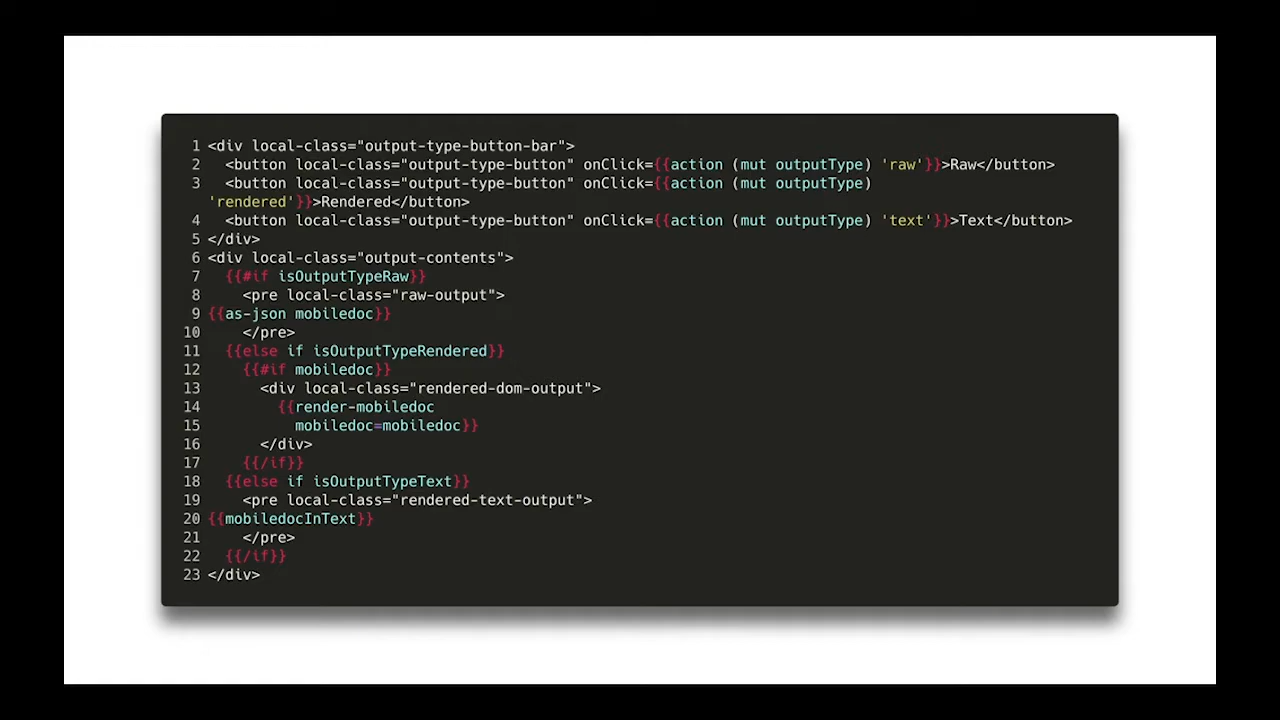 1 <div local-class="output-type-button-bar">
2   <button local-class="output-type-button" onClick={{action (mut outputType) 'raw'}}>Raw</button>
3   <button local-class="output-type-button" onClick={{action (mut outputType)
'rendered'}}>Rendered</button>
4   <button local-class="output-type-button" onClick={{action (mut outputType) 'text'}}>Text</button>
5 </div>
6 <div local-class="output-contents">
7   {{#if isOutputTypeRaw}}
8     <pre local-class="raw-output">
9 {{as-json mobiledoc}}
10     </pre>
11   {{else if isOutputTypeRendered}}
12     {{#if mobiledoc}}
13       <div local-class="rendered-dom-output">
14         {{render-mobiledoc
15           mobiledoc=mobiledoc}}
16       </div>
17     {{/if}}
18   {{else if isOutputTypeText}}
19     <pre local-class="rendered-text-output">
20 {{mobiledocInText}}
21     </pre>
22   {{/if}}
23 </div>